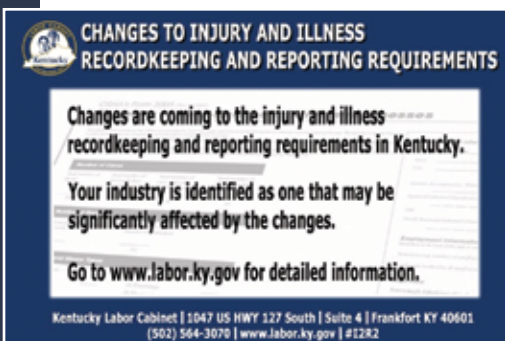 CHANGES TO INJURY AND ILLNESS
RECORDKEEPING AND REPORTING REQUIREMENTS
Kentucky
Changes are coming to the injury and illness
recordkeeping and reporting requirements in Kentucky.
Your industry is identified as one that may be
significantly affected by the changes.
Go to www.labor.ky.gov for detailed information.
Kentucky Labor Cabinet | 1047 US HWY 127 South | Suite 4 | Frankfort KY 40601
(502) 564-3070 | www.labor.ky.gov | #I2R2